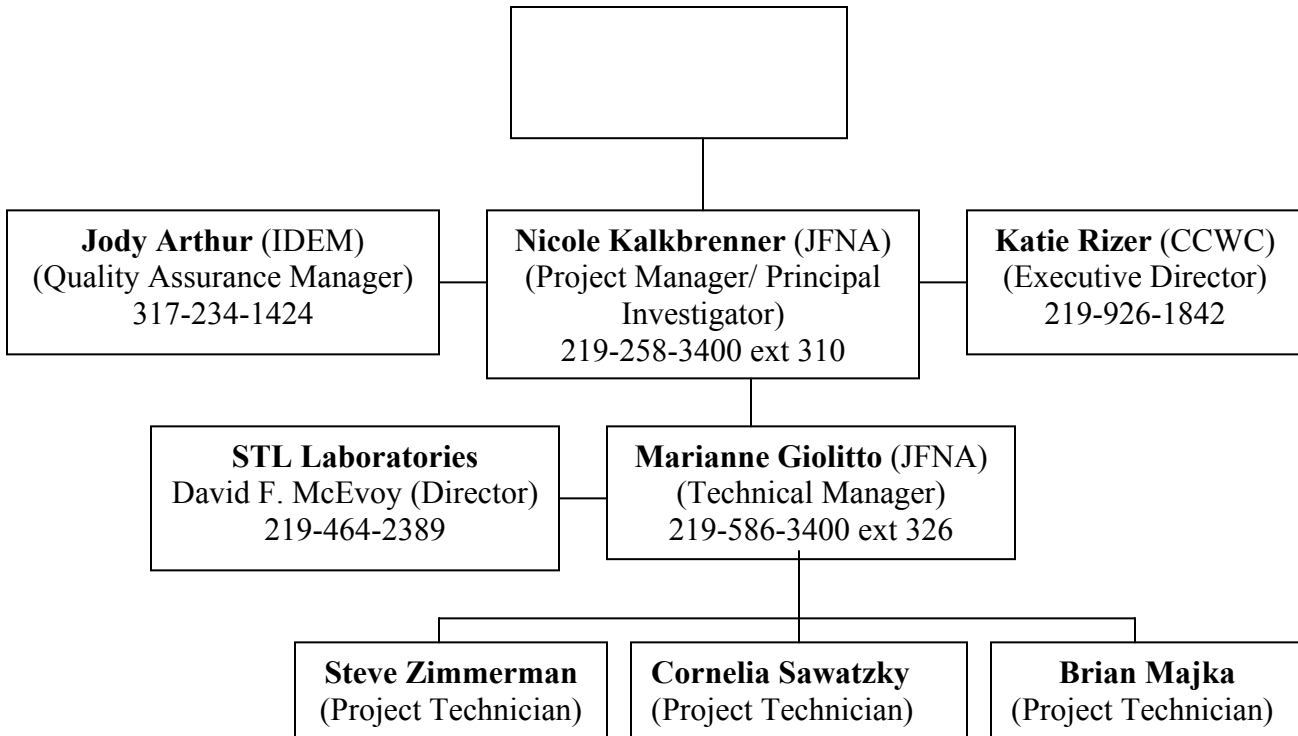 Jody Arthur (IDEM)
(Quality Assurance Manager)
317-234-1424
Nicole Kalkbrenner (JFNA)
(Project Manager/ Principal
Investigator)
219-258-3400 ext 310
Katie Rizer (CCWC)
(Executive Director)
219-926-1842
STL Laboratories
David F. McEvoy (Director)
219-464-2389
Marianne Giolitto (JFNA)
(Technical Manager)
219-586-3400 ext 326
Steve Zimmerman
(Project Technician)
Cornelia Sawatzky
(Project Technician)
Brian Majka
(Project Technician)